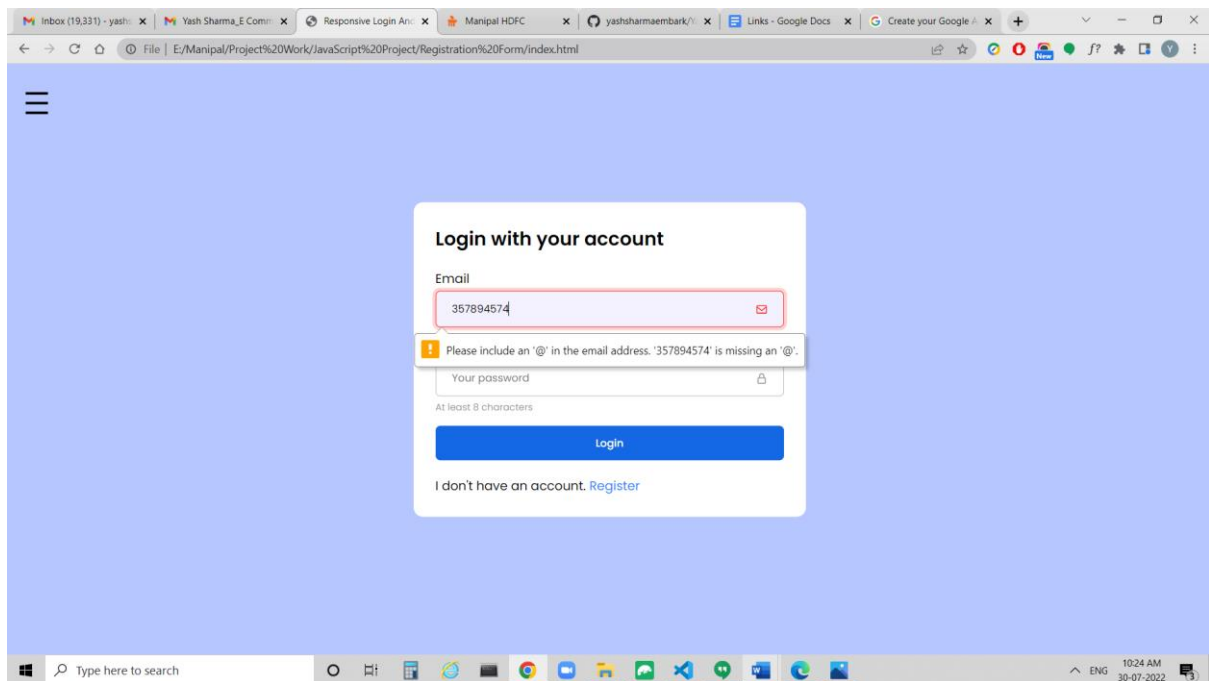 Inbox (19,331) - yash
Yash Sharma_E Comm
Responsive Login And
Manipal HDFC
yashsharmaembark/
Links - Google Docs
Create your Google A
File | E:/Manipal/Project%20Work/JavaScript%20Project/Registration%20Form/index.html
f?
New
Y
Login with your account
Email
357894574
Please include an '@' in the email address. '357894574' is missing an '@'.
Your password
At least 8 characters
Login
I don't have an account. Register
Type here to search
ENG
10:24 AM
30-07-2022
3